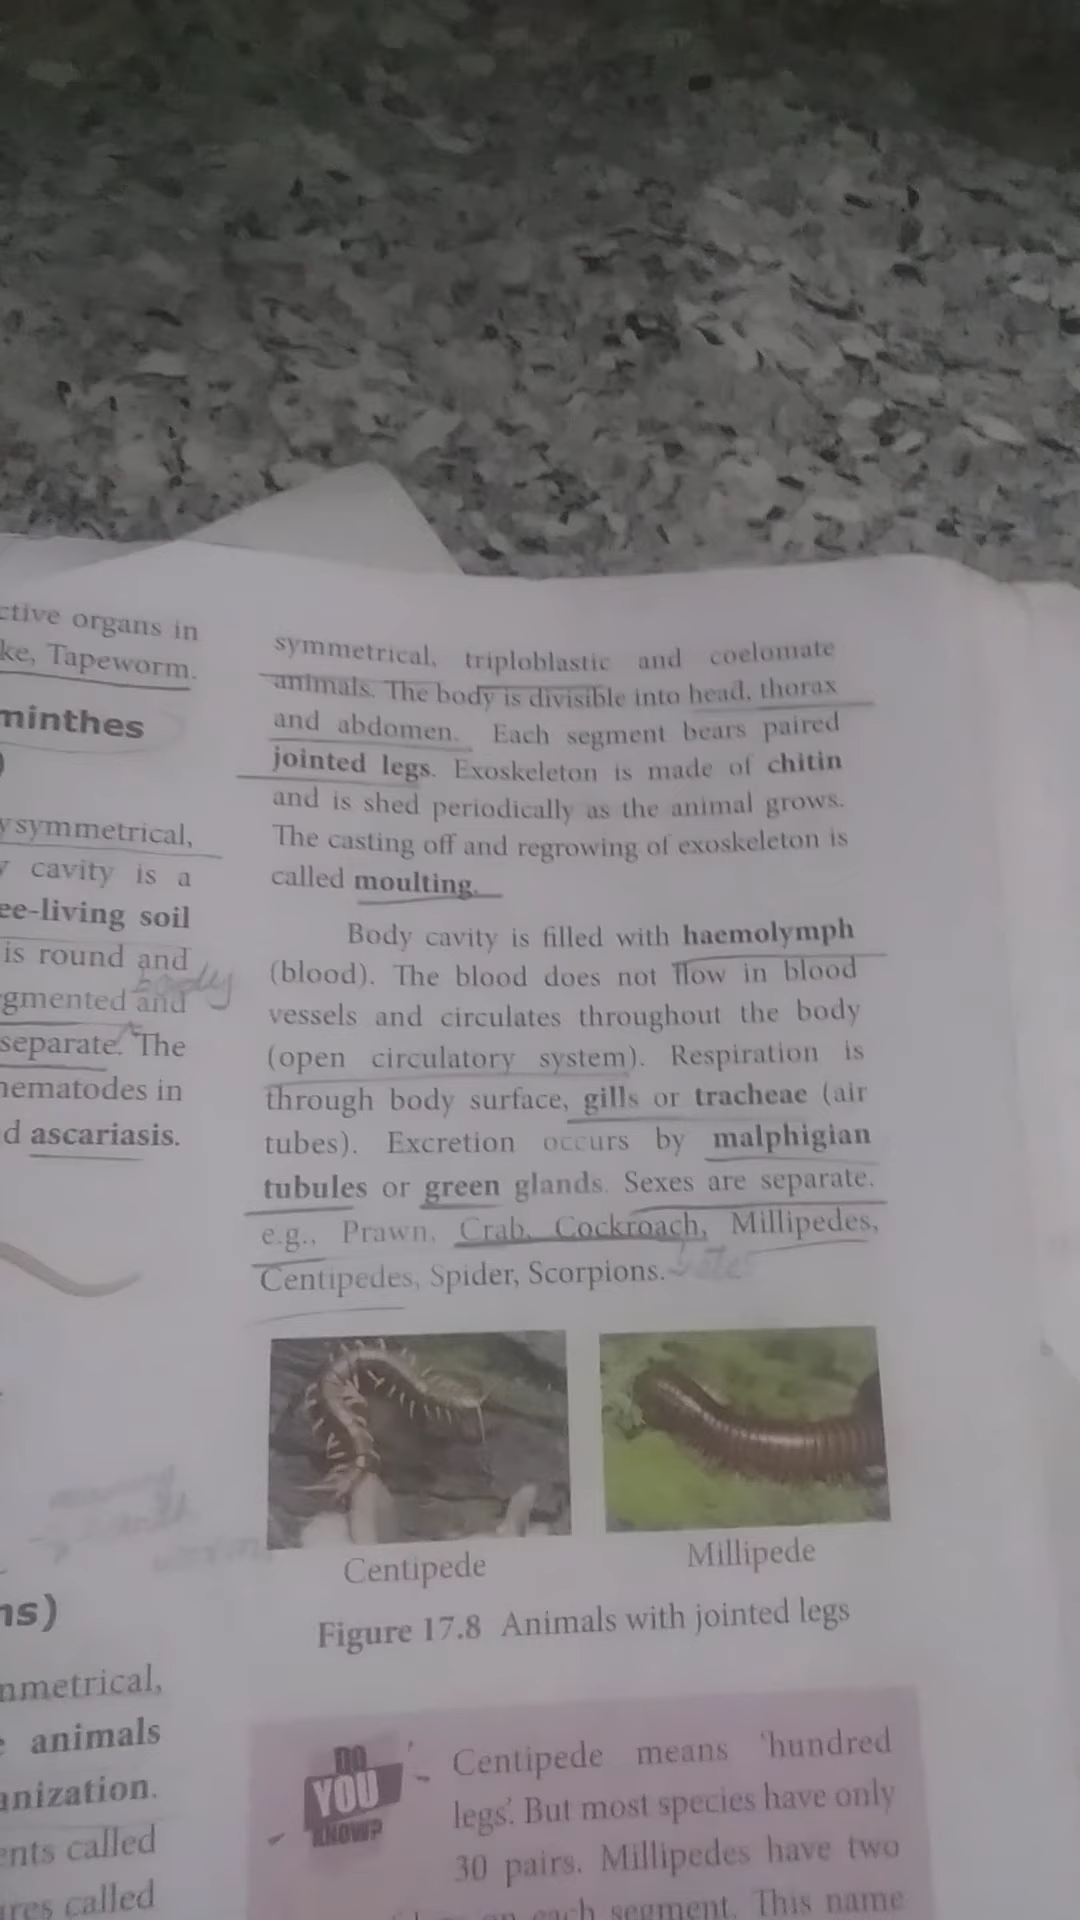 ctive organs in
ke, Tapeworm.
minthes
)
y symmetrical,
y cavity is a
ee-living soil
is round and
body
gmented and
separate. The
nematodes in
d ascariasis.
ns)
mmetrical,
e animals
anization.
ents called
ures called
symmetrical, triploblastic and coelomate
animals. The body is divisible into head, thorax
and abdomen. Each segment bears paired
jointed legs. Exoskeleton is made of chitin
and is shed periodically as the animal grows.
The casting off and regrowing of exoskeleton is
called moulting.
Body cavity is filled with haemolymph
(blood). The blood does not flow in blood
vessels and circulates throughout the body
(open circulatory system). Respiration is
through body surface, gills or tracheae (air
tubes). Excretion occurs by malphigian
tubules or green glands. Sexes are separate.
e.g., Prawn, Crab, Cockroach, Millipedes,
Centipedes, Spider, Scorpions.
Centipede
Millipede
Figure 17.8 Animals with jointed legs
DO
YOU
KNOW?
Centipede means ‘hundred
legs’. But most species have only
30 pairs. Millipedes have two
on each segment. This name